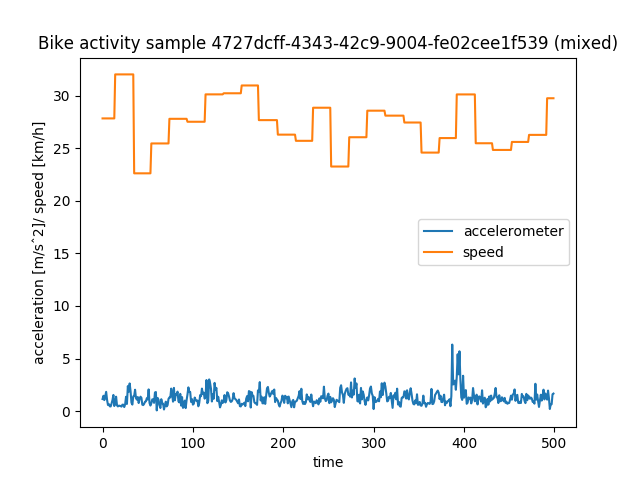 Bike activity sample 4727dcff-4343-42c9-9004-fe02cee1f539 (mixed)
acceleration [m/s^2]/ speed [km/h]
30
25
20
15
10
5
0
accelerometer
speed
0 100 200 300 400 500
time